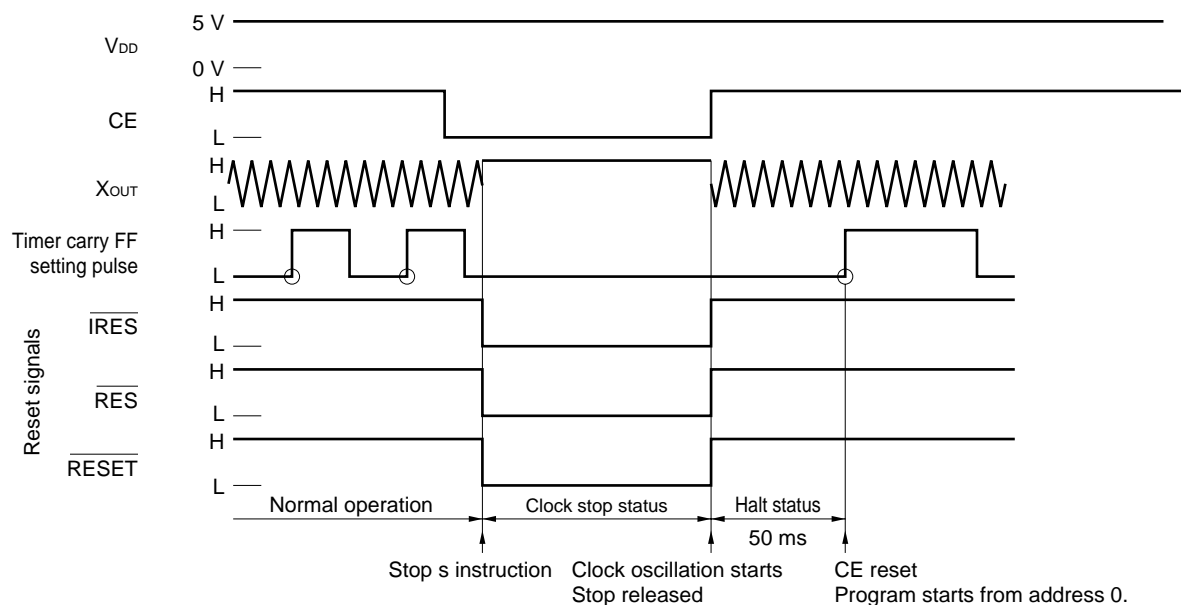 5 V
VDD
0 V
H
CE
L
H
XOUT
L
Timer carry FF
setting pulse
H
L
Reset signals
H
IRES
L
H
RES
L
H
RESET
L
Normal operation
Clock stop status
Halt status
50 ms
Stop s instruction
Clock oscillation starts
Stop released
CE reset
Program starts from address 0.